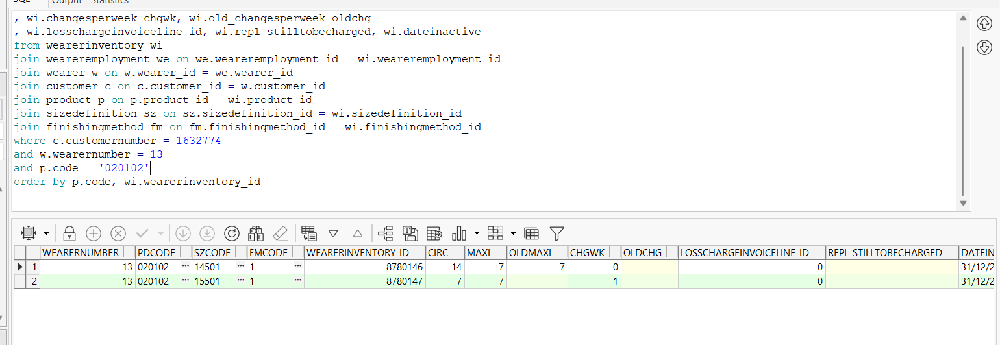 SQL Output Statistics
, wi.changesperweek chgwk, wi.old_changesperweek oldchg
, wi.losschargeinvoiceline_id, wi.repl_stilltobecharged, wi.dateinactive
from wearerinventory wi
join weareremployment we on we.weareremployment_id = wi.weareremployment_id
join wearer w on w.wearer_id = we.wearer_id
join customer c on c.customer_id = w.customer_id
join product p on p.product_id = wi.product_id
join sizedefinition sz on sz.sizedefinition_id = wi.sizedefinition_id
join finishingmethod fm on fm.finishingmethod_id = wi.finishingmethod_id
where c.customernumber = 1632774
and w.wearernumber = 13
and p.code = '020102'
order by p.code, wi.wearerinventory_id
WEARERNUMBER PDCODE SZCODE FMCODE WEARERINVENTORY_ID CIRC MAXI OLDMAXI CHGWK OLDCHG LOSSCHARGEINVOICELINE_ID REPL_STILLTOBECHARGED DATEIN
1 13 020102 ... 14501 ... 1 ... 8780146 14 7 7 0 0 31/12/2
2 13 020102 ... 15501 ... 1 ... 8780147 7 7 1 0 31/12/2